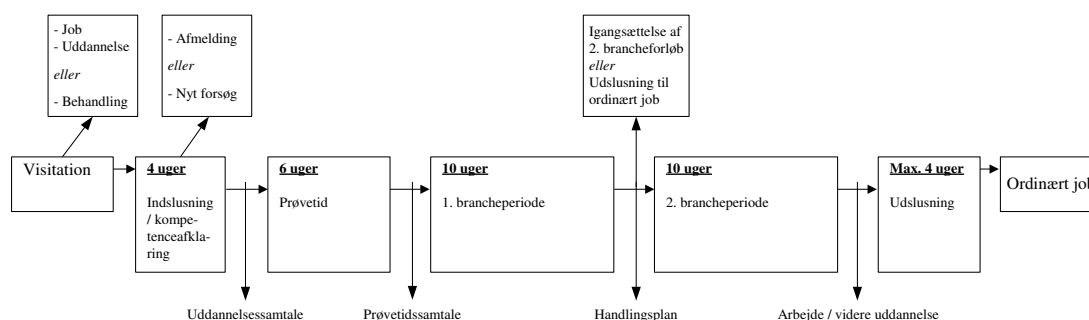 - Job
- Uddannelse
eller
- Behandling
- Afmelding
eller
- Nyt forsøg
Igangsættelse af
2. brancheforløb
eller
Udslusning til
ordinært job
Visitation
4 uger
Indslusning
/ kompe-
tenceafkla-
ring
6 uger
Prøvetid
10 uger
1. brancheperiode
10 uger
2. brancheperiode
Max. 4 uger
Udslusning
Ordinært job
Uddannelsessamtale
Prøvetidssamtale
Handlingsplan
Arbejde / videre uddannelse